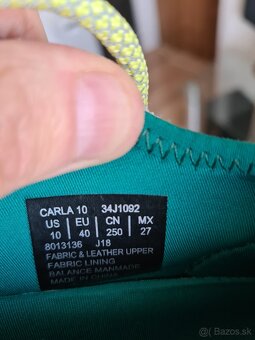 CARLA 10 34J1092
US EU CN MX
10 40 250 27
8013136 J18
FABRIC & LEATHER UPPER
FABRIC LINING
BALANCE MANMADE
MADE IN CHINA
Bazos.sk